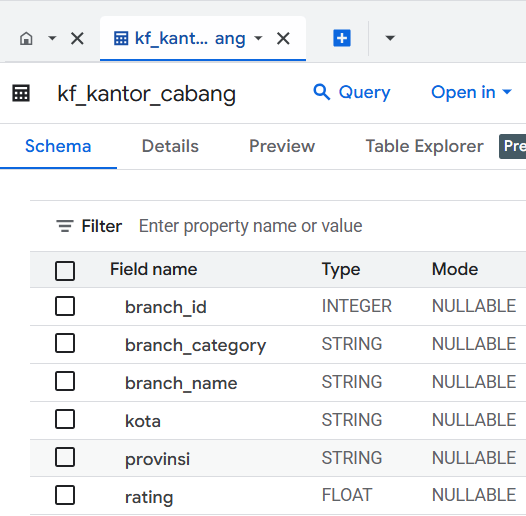 kf_kant... ang
kf_kantor_cabang Query Open in
Schema Details Preview Table Explorer Pre
Filter Enter property name or value
Field name Type Mode
branch_id INTEGER NULLABLE
branch_category STRING NULLABLE
branch_name STRING NULLABLE
kota STRING NULLABLE
provinsi STRING NULLABLE
rating FLOAT NULLABLE